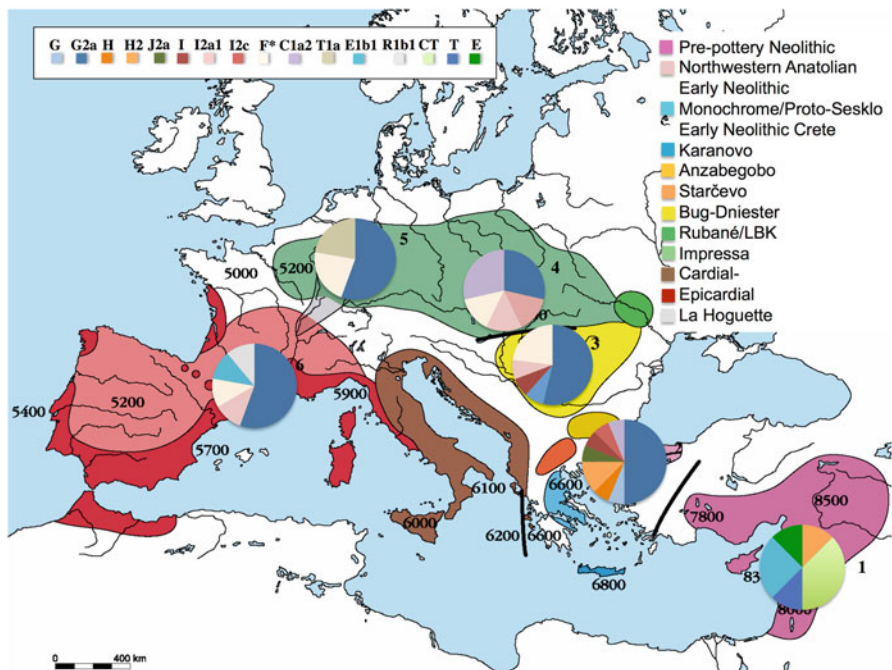 G G2a H H2 J2a I I2a1 I2c F* C1a2 T1a E1b1 R1b1 CT T E
Pre-pottery Neolithic
Northwestern Anatolian
Early Neolithic
Monochrome/Proto-Sesklo
Early Neolithic Crete
Karanovo
Anzabegobo
Starčevo
Bug-Dniester
Rubané/LBK
Impressa
Cardial-
Epicardial
La Hoguette
5
5000
5200
4
3
6
5900
5400
5200
5700
6600
8500
6100
7800
6000
6200
6600
1
6800
0 400 km